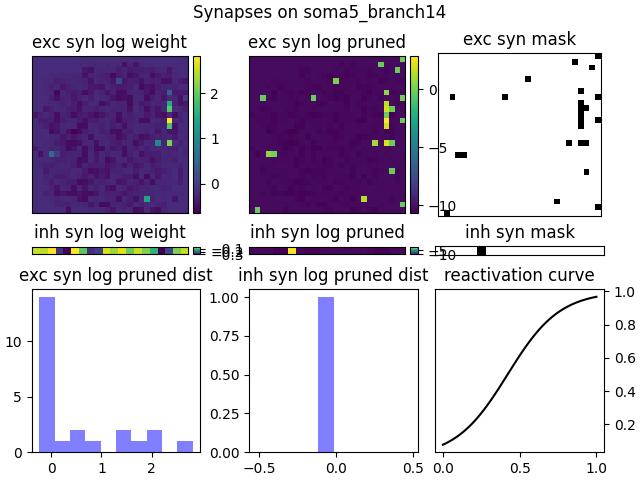 Synapses on soma5_branch14
exc syn log weight
exc syn log pruned
exc syn mask
2
1
0
0
−5
−10
inh syn log weight
inh syn log pruned
inh syn mask
−10
exc syn log pruned dist
inh syn log pruned dist
reactivation curve
10
5
0
0
1
2
1.00
0.75
0.50
0.25
0.00
−0.5
0.0
0.5
1.0
0.8
0.6
0.4
0.2
0.0
0.5
1.0